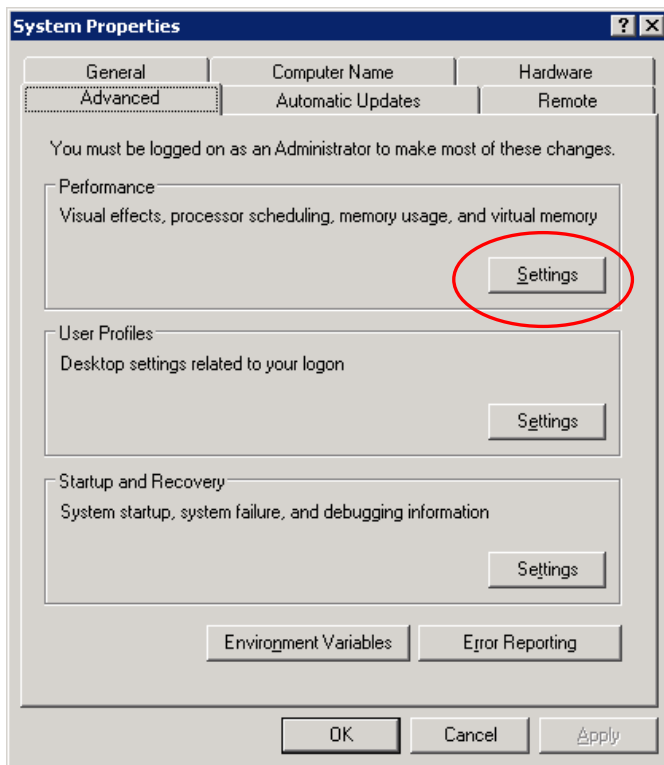 System Properties
General Computer Name Hardware
Advanced Automatic Updates Remote
You must be logged on as an Administrator to make most of these changes.
Performance
Visual effects, processor scheduling, memory usage, and virtual memory
Settings
User Profiles
Desktop settings related to your logon
Settings
Startup and Recovery
System startup, system failure, and debugging information
Settings
Environment Variables Error Reporting
OK Cancel Apply